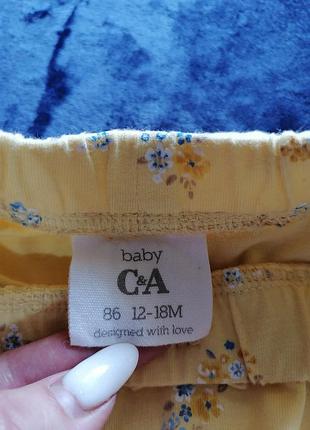 baby
C&A
86 12-18M
designed with love